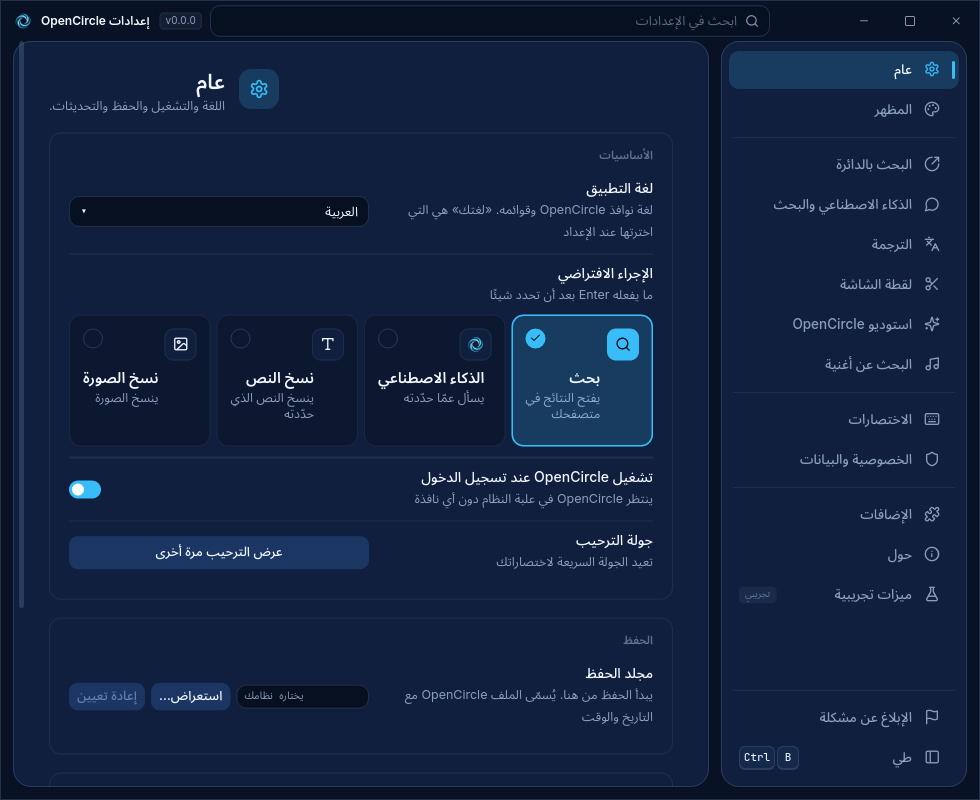 إعدادات OpenCircle
v0.0.0
ابحث في الإعدادات
عام
المظهر
البحث بالدائرة
الذكاء الاصطناعي والبحث
الترجمة
لقطة الشاشة
استوديو OpenCircle
البحث عن أغنية
الاختصارات
الخصوصية والبيانات
الإضافات
حول
ميزات تجريبية
تجريبي
الإبلاغ عن مشكلة
طي
Ctrl B
عام
اللغة والتشغيل والحفظ والتحديثات.
الأساسيات
لغة التطبيق
لغة نوافذ OpenCircle وقوائمه. «لغتك» هي التي
اخترتها عند الإعداد
العربية
الإجراء الافتراضي
ما يفعله Enter بعد أن تحدد شيئًا
بحث
يفتح النتائج في
متصفحك
الذكاء الاصطناعي
يسأل عمّا حدّدته
نسخ النص
ينسخ النص الذي
حدّدته
نسخ الصورة
ينسخ الصورة
تشغيل OpenCircle عند تسجيل الدخول
ينتظر OpenCircle في علبة النظام دون أي نافذة
جولة الترحيب
تعيد الجولة السريعة لاختصاراتك
عرض الترحيب مرة أخرى
الحفظ
مجلد الحفظ
يبدأ الحفظ من هنا. يُسمّى الملف OpenCircle مع
التاريخ والوقت
يختاره نظامك
استعراض...
إعادة تعيين